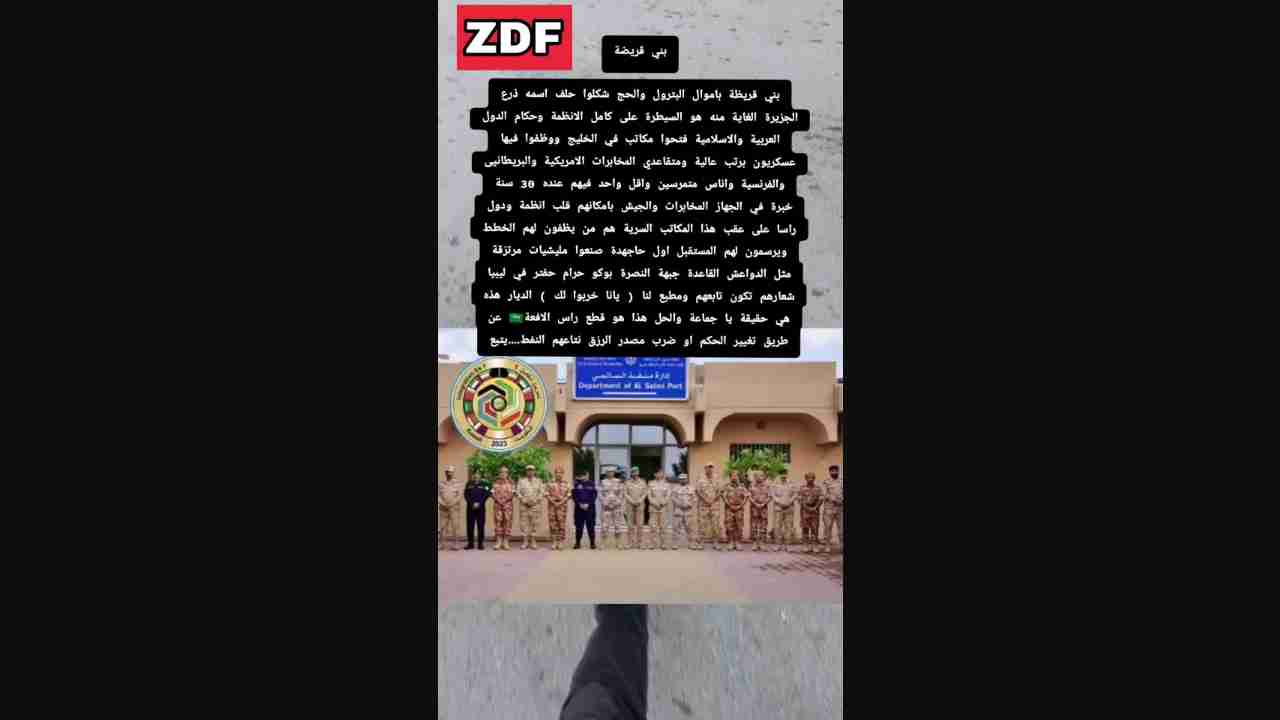 ZDF
بني قريضة
بني قريظة باموال البترول والحج شكلوا حلف اسمه ذرع
الجزيرة الغاية منه هو السيطرة على كامل الانظمة وحكام الدول
العربية والاسلامية فتحوا مكاتب في الخليج ووظفوا فيها
عسكريون برتب عالية ومتقاعدي المخابرات الامريكية والبريطانيى
والفرنسية واناس متمرسين واقل واحد فيهم عنده 30 سنة
خبرة في الجهاز المخابرات والجيش بامكانهم قلب انظمة ودول
راسا على عقب هذا المكاتب السرية هم من يظفون لهم الخطط
ويرسمون لهم المستقبل اول حاجهدة صنعوا مليشيات مرتزقة
مثل الدواعش القاعدة جبهة النصرة بوكو حرام حفتر في ليبيا
شعارهم تكون تابعهم ومطبع لنا ( يانا خربوا لك ) الديار هذه
هي حقيقة يا جماعة والحل هذا هو قطع راس الافعة🇸🇦 عن
طريق تغيير الحكم او ضرب مصدر الرزق نتاعهم النفط....يتبع
إدارة منفذ السالمي
Department of Al Salmi Port
2023